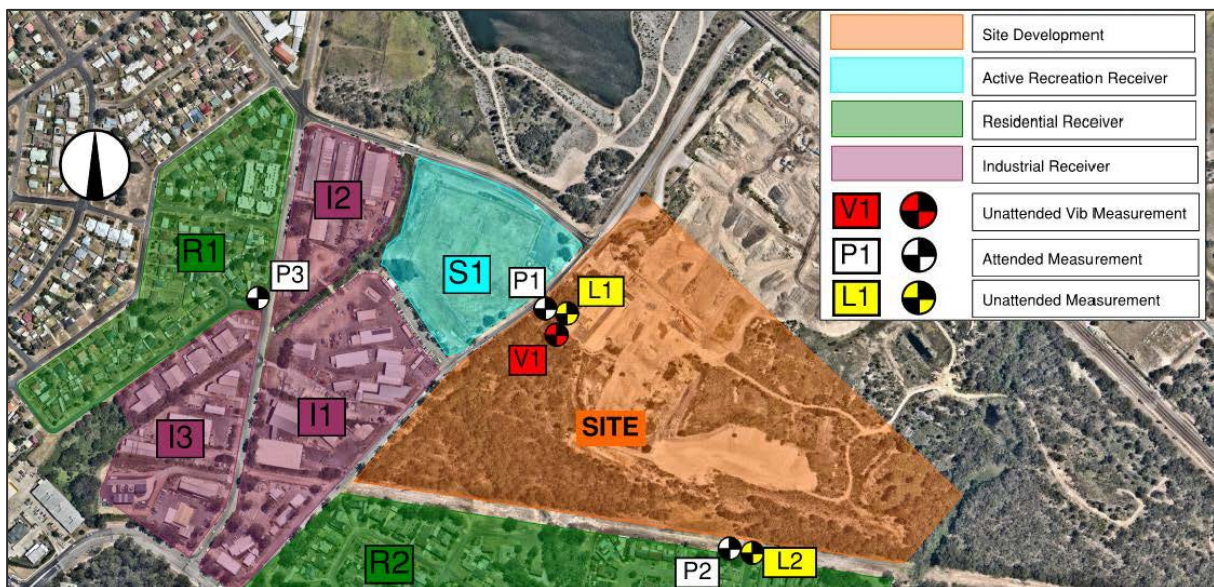 Site Development
Active Recreation Receiver
Residential Receiver
Industrial Receiver
V1 Unattended Vib Measurement
P1 Attended Measurement
L1 Unattended Measurement
I2
R1
S1
P3
P1
L1
V1
I1
I3
SITE
R2
P2
L2